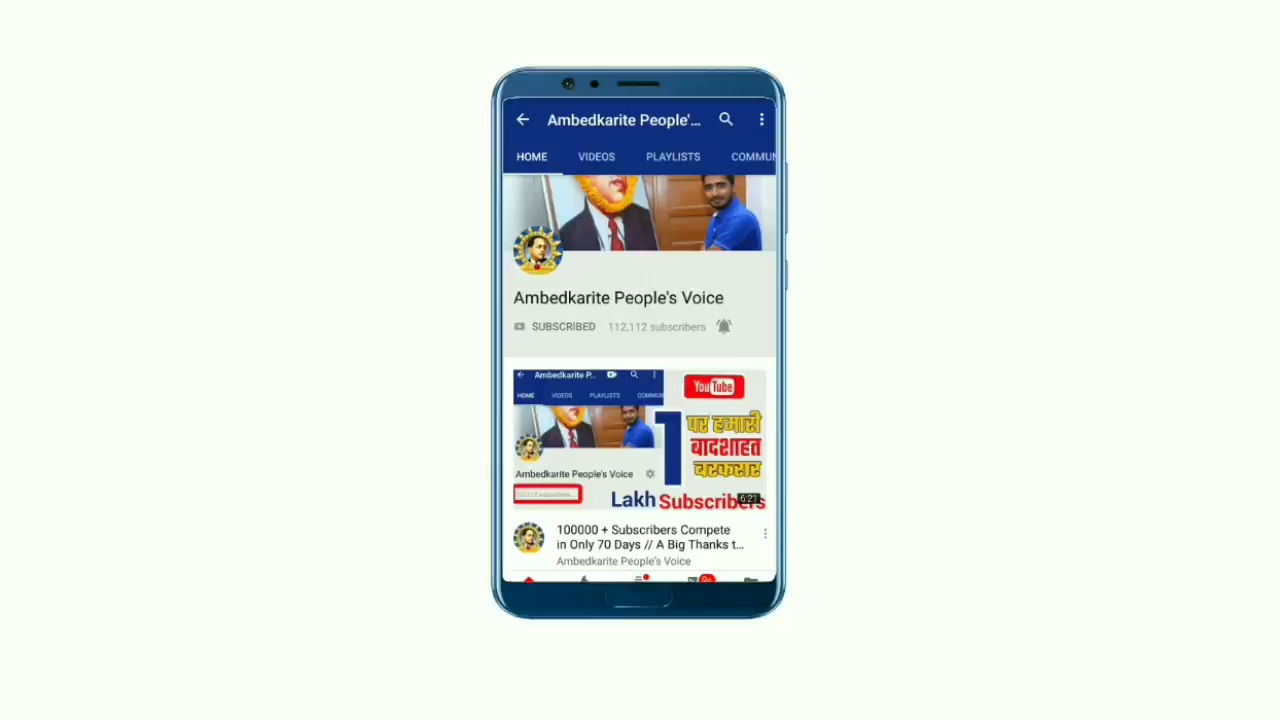 Ambedkarite People'...
HOME VIDEOS PLAYLISTS COMMUN
Ambedkarite People's Voice
SUBSCRIBED 112,112 subscribers
Ambedkarite P...
HOME VIDEOS PLAYLISTS COMMUN
YouTube
1 पर हमारी
बादशाहत
बरकरार
Ambedkarite People's Voice
Lakh Subscribers
6:21
100000 + Subscribers Compete
in Only 70 Days // A Big Thanks t...
Ambedkarite People's Voice